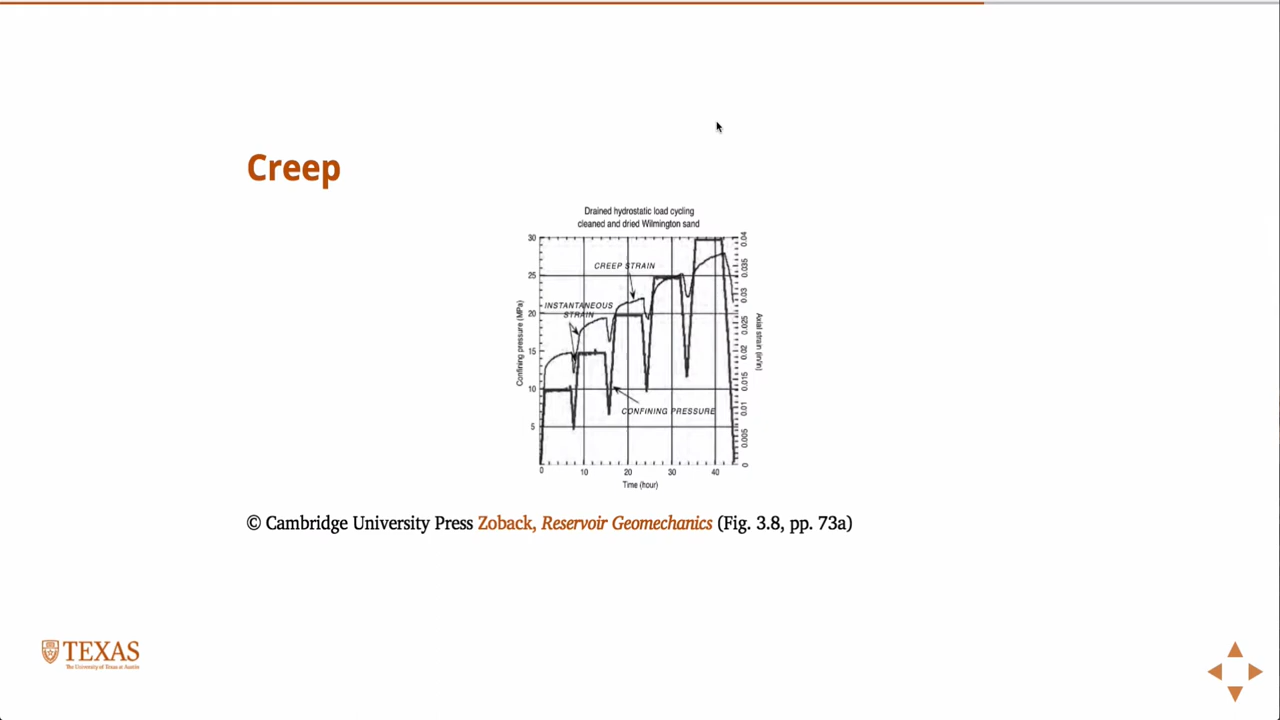 Creep
Drained hydrostatic load cycling
cleaned and dried Wilmington sand
30
25
20
15
10
5
0
10
20
30
40
0.04
0.035
0.03
0.025
0.02
0.015
0.01
0.005
0
CREEP STRAIN
INSTANTANEOUS
STRAIN
CONFINING PRESSURE
Confining pressure (MPa)
Axial strain (in/in)
Time (hour)
© Cambridge University Press Zoback, Reservoir Geomechanics (Fig. 3.8, pp. 73a)
TEXAS
The University of Texas at Austin